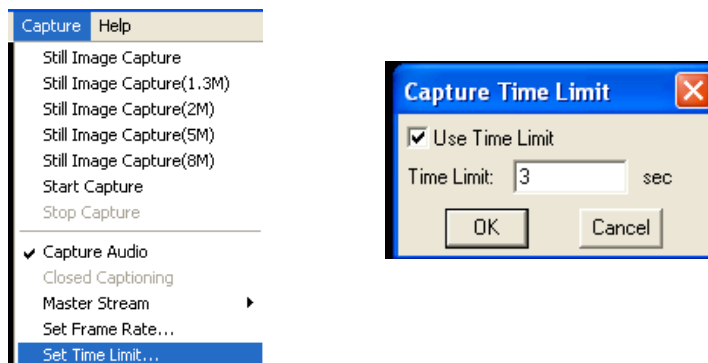 Capture Help
Still Image Capture
Still Image Capture(1.3M)
Still Image Capture(2M)
Still Image Capture(5M)
Still Image Capture(8M)
Start Capture
Stop Capture
Capture Audio
Closed Captioning
Master Stream
Set Frame Rate...
Set Time Limit...
Capture Time Limit
Use Time Limit
Time Limit: 3 sec
OK Cancel